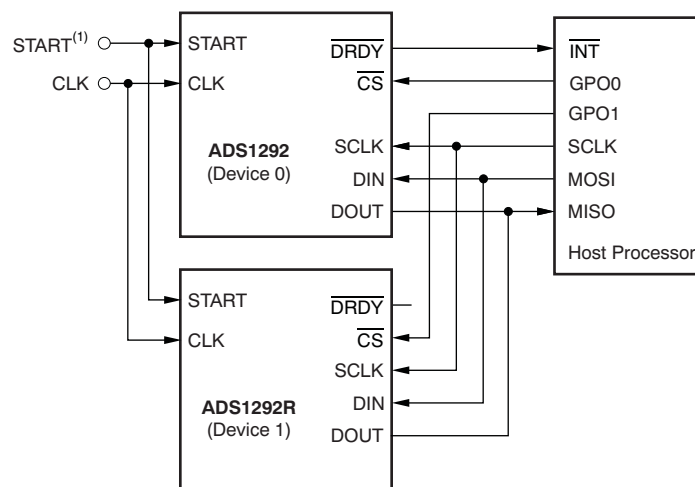 START(1)
CLK
START
CLK
ADS1292
(Device 0)
DRDY
CS
SCLK
DIN
DOUT
INT
GPO0
GPO1
SCLK
MOSI
MISO
Host Processor
START
CLK
ADS1292R
(Device 1)
DRDY
CS
SCLK
DIN
DOUT